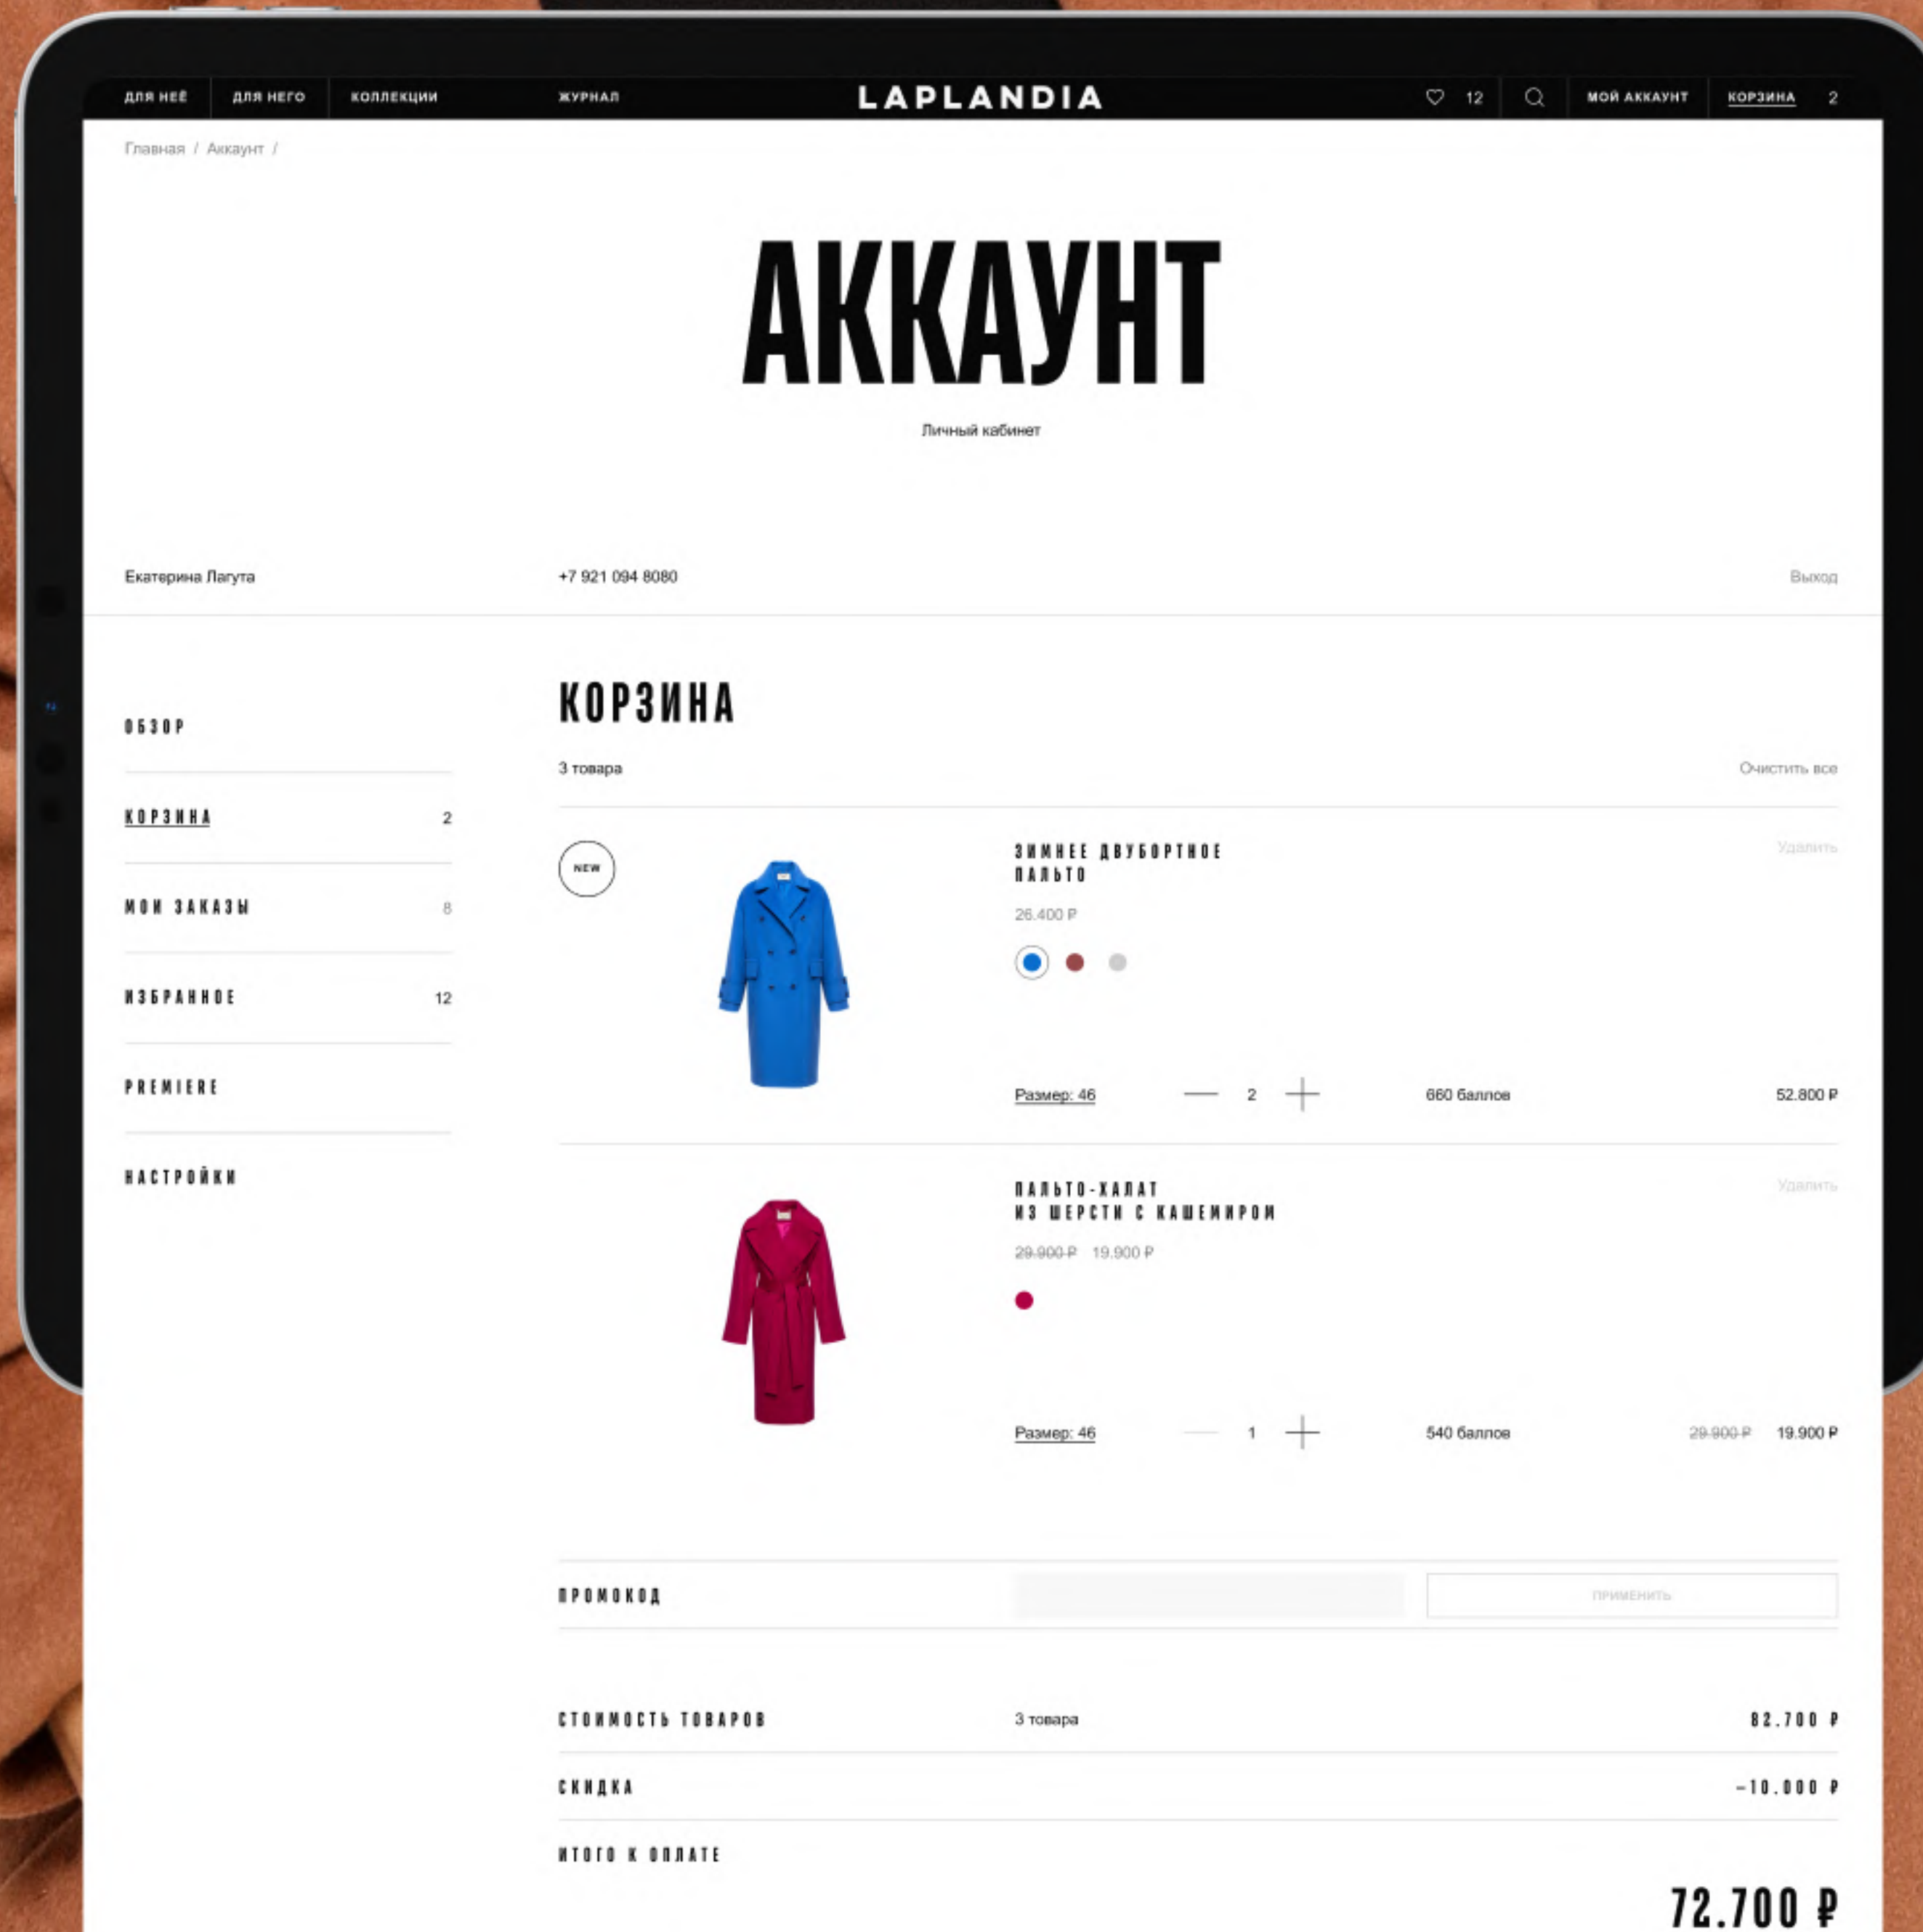 ДЛЯ НЕЁ ДЛЯ НЕГО КОЛЛЕКЦИИ ЖУРНАЛ LAPLANDIA 12 МОЙ АККАУНТ КОРЗИНА 2
Главная / Аккаунт /
АККАУНТ
Личный кабинет
Екатерина Лагута +7 921 094 8080 Выход
ОБЗОР
КОРЗИНА 2
МОИ ЗАКАЗЫ 8
ИЗБРАННОЕ 12
PREMIERE
НАСТРОЙКИ
КОРЗИНА
3 товара Очистить все
NEW
ЗИМНЕЕ ДВУБОРТНОЕ
ПАЛЬТО
Удалить
26.400 ₽
Размер: 46 — 2 + 660 баллов 52.800 ₽
ПАЛЬТО-ХАЛАТ
ИЗ ШЕРСТИ С КАШЕМИРОМ
Удалить
29.900 ₽ 19.900 ₽
Размер: 46 — 1 + 540 баллов 29.900 ₽ 19.900 ₽
ПРОМОКОД ПРИМЕНИТЬ
СТОИМОСТЬ ТОВАРОВ 3 товара 82.700 ₽
СКИДКА –10.000 ₽
ИТОГО К ОПЛАТЕ
72.700 ₽